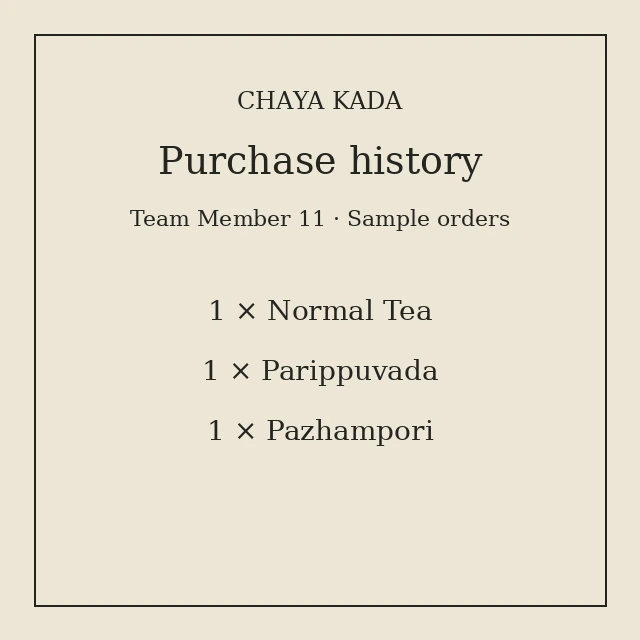 CHAYA KADA
Purchase history
Team Member 11 · Sample orders
1 × Normal Tea
1 × Parippuvada
1 × Pazhampori